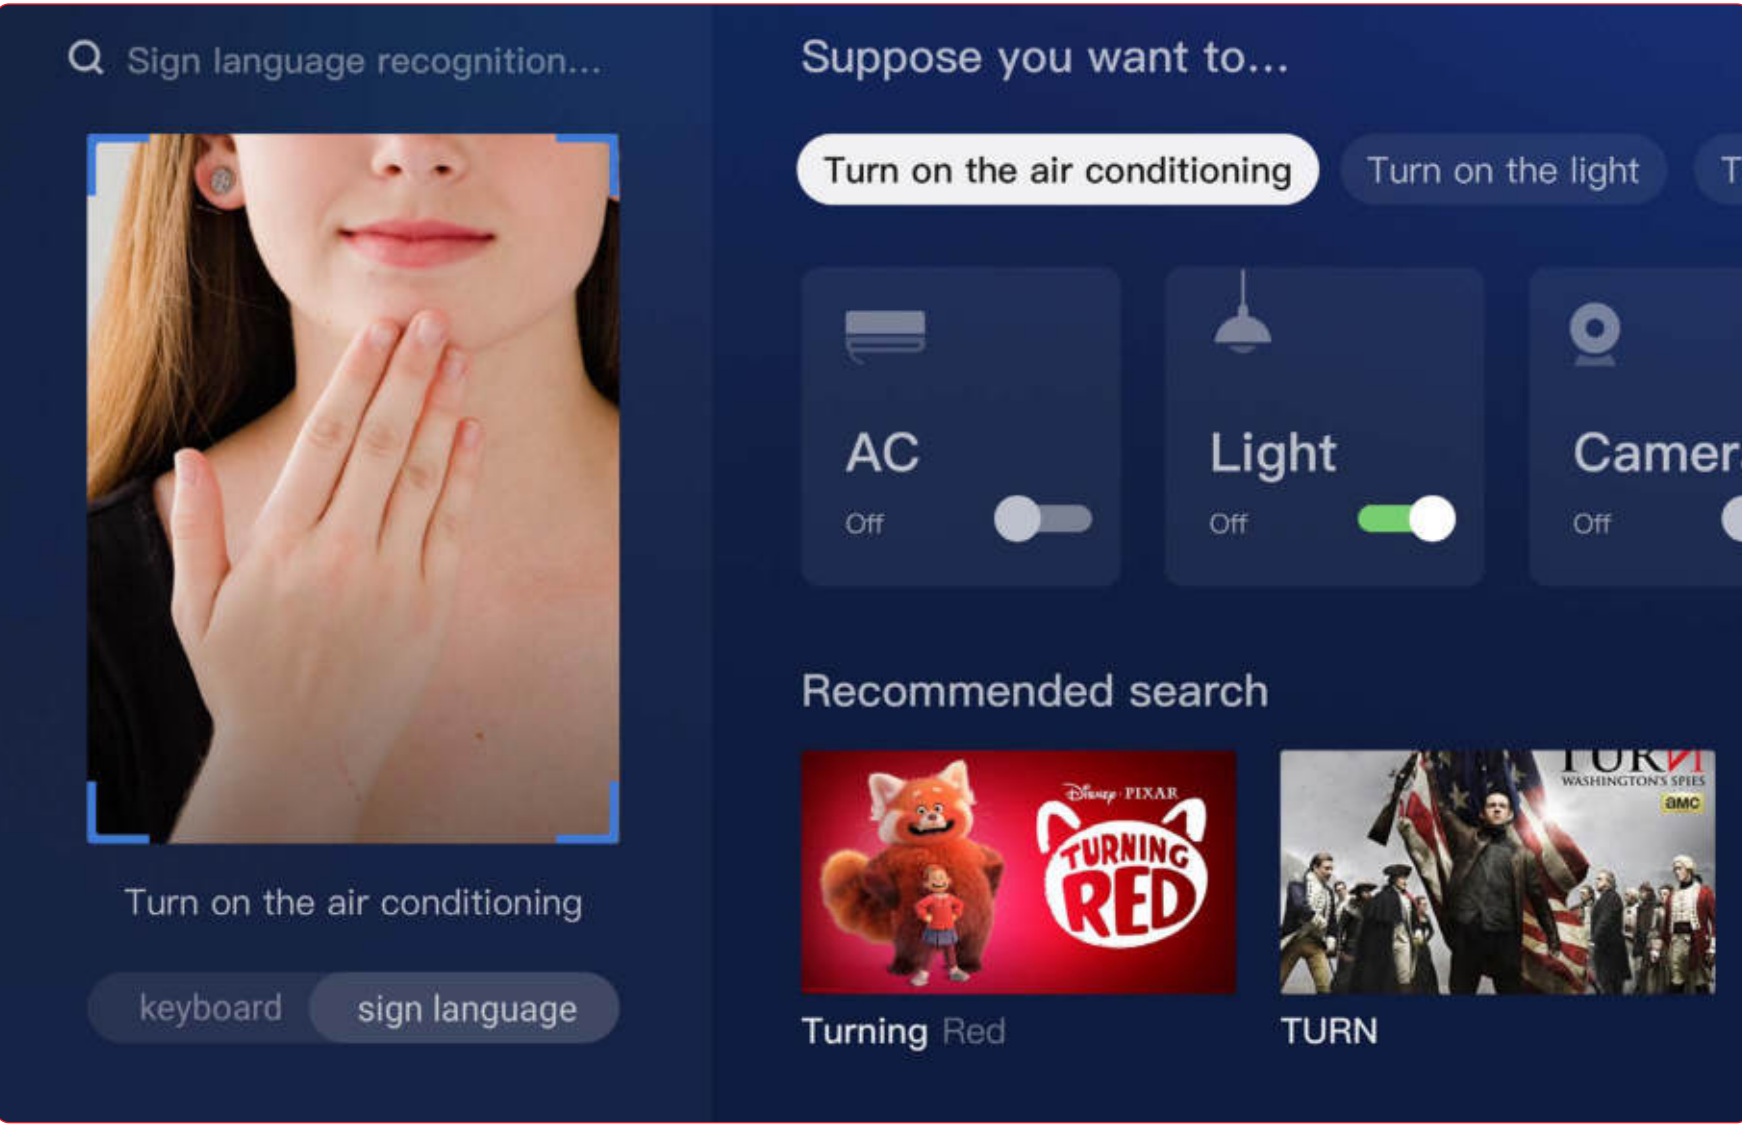 Sign language recognition...
Turn on the air conditioning
keyboard
sign language
Suppose you want to...
Turn on the air conditioning
Turn on the light
T
AC
Off
Light
Off
Camer
Off
Recommended search
Disney · PIXAR
TURNING
RED
Turning Red
TURN
WASHINGTON'S SPIES
amc
TURN